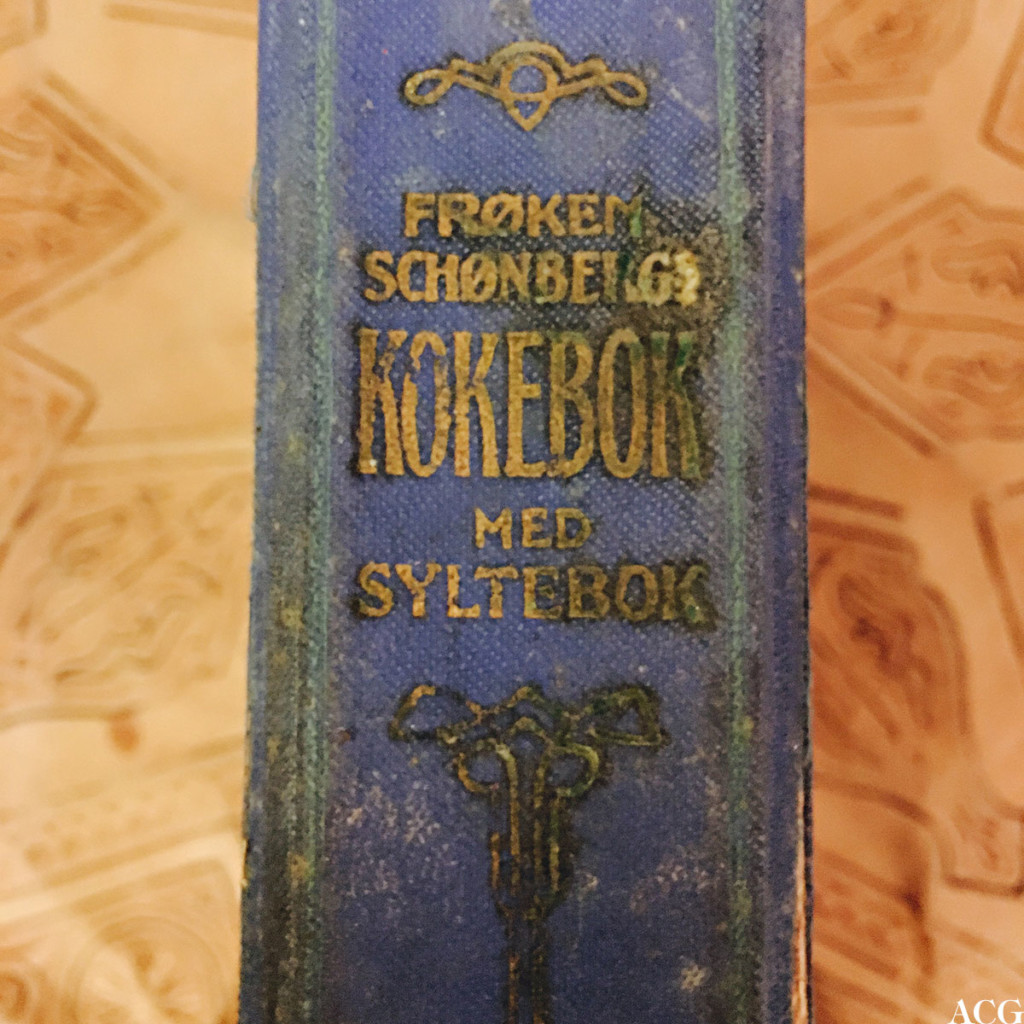 FRØKEN
SCHØNBERGS
KOKEBOK
MED
SYLTEBOK
ACG